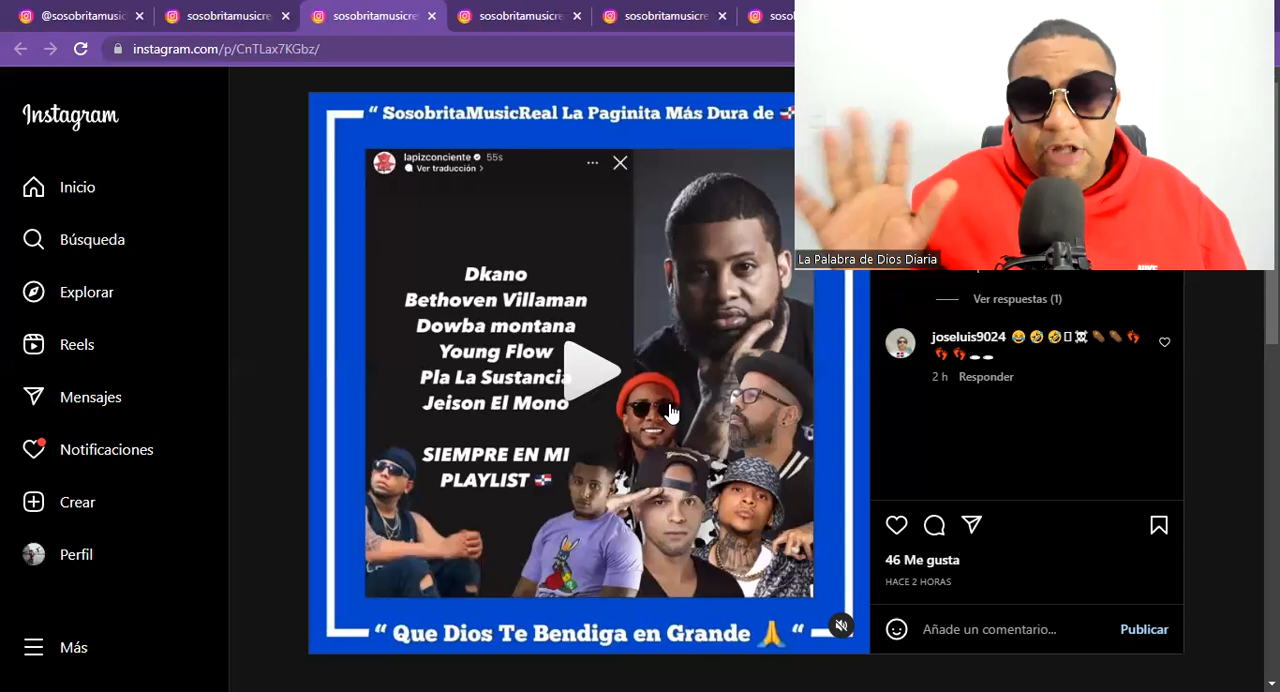 @sosobritamusic
sosobritamusicre
sosobritamusicre
sosobritamusicre
sosobritamusicre
soso
instagram.com/p/CnTLax7KGbz/
Instagram
Inicio
Búsqueda
Explorar
Reels
Mensajes
Notificaciones
Crear
Perfil
Más
“ SosobritaMusicReal La Paginita Más Dura de
lapizconciente 55s
Ver traducción >
Dkano
Bethoven Villaman
Dowba montana
Young Flow
Pla La Sustancia
Jeison El Mono
SIEMPRE EN MI
PLAYLIST 🇩🇴
“ Que Dios Te Bendiga en Grande 🙏 “
La Palabra de Dios Diaria
NIKE
Ver respuestas (1)
joseluis9024 😂🤣🤣 ☠️⚰️⚰️👣
👣👣🕳️🕳️
2 h Responder
46 Me gusta
HACE 2 HORAS
Añade un comentario...
Publicar